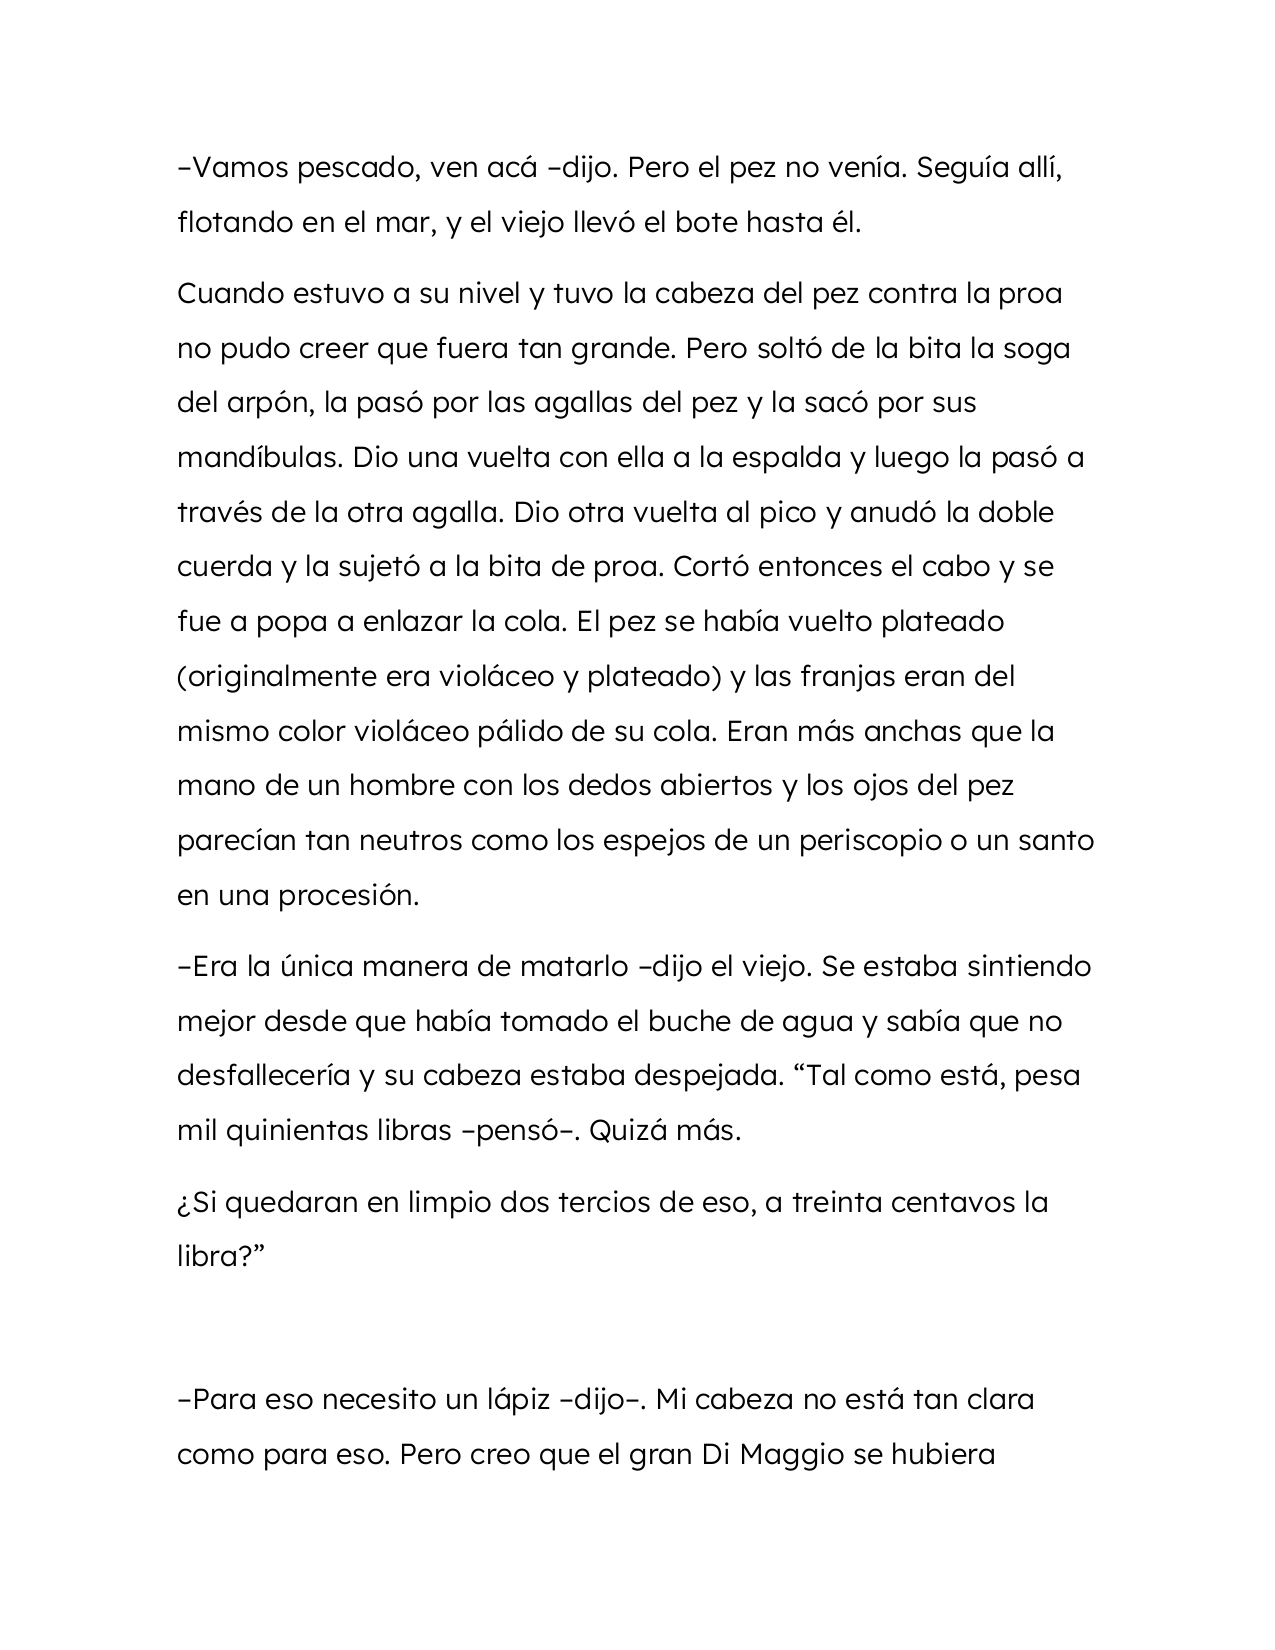 –Vamos pescado, ven acá –dijo. Pero el pez no venía. Seguía allí,
flotando en el mar, y el viejo llevó el bote hasta él.
Cuando estuvo a su nivel y tuvo la cabeza del pez contra la proa
no pudo creer que fuera tan grande. Pero soltó de la bita la soga
del arpón, la pasó por las agallas del pez y la sacó por sus
mandíbulas. Dio una vuelta con ella a la espalda y luego la pasó a
través de la otra agalla. Dio otra vuelta al pico y anudó la doble
cuerda y la sujetó a la bita de proa. Cortó entonces el cabo y se
fue a popa a enlazar la cola. El pez se había vuelto plateado
(originalmente era violáceo y plateado) y las franjas eran del
mismo color violáceo pálido de su cola. Eran más anchas que la
mano de un hombre con los dedos abiertos y los ojos del pez
parecían tan neutros como los espejos de un periscopio o un santo
en una procesión.
–Era la única manera de matarlo –dijo el viejo. Se estaba sintiendo
mejor desde que había tomado el buche de agua y sabía que no
desfallecería y su cabeza estaba despejada. “Tal como está, pesa
mil quinientas libras –pensó–. Quizá más.
¿Si quedaran en limpio dos tercios de eso, a treinta centavos la
libra?”
–Para eso necesito un lápiz –dijo–. Mi cabeza no está tan clara
como para eso. Pero creo que el gran Di Maggio se hubiera